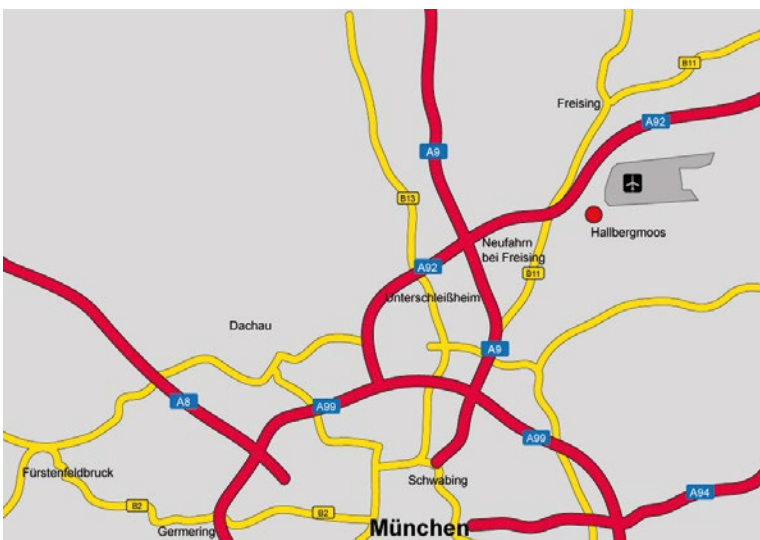 B11
Freising
A92
A9
B13
Hallbergmoos
Neufahrn
bei Freising
A92
B11
Unterschleißheim
Dachau
A9
A8
A99
A99
Fürstenfeldbruck
Schwabing
A94
B2
B2
Germering
München